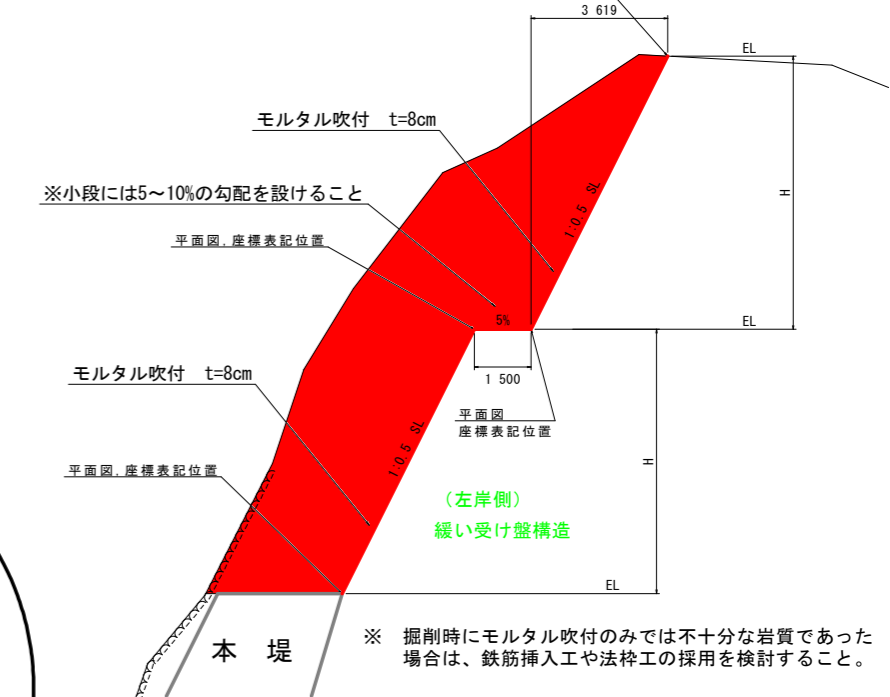 3 619
EL
モルタル吹付　t=8cm
※小段には5～10%の勾配を設けること
1:0.5 SL
H
平面図，座標表記位置
5%
EL
1 500
モルタル吹付　t=8cm
平面図
座標表記位置
1:0.5 SL
H
平面図，座標表記位置
（左岸側）
緩い受け盤構造
EL
本　堤
※　掘削時にモルタル吹付のみでは不十分な岩質であった
場合は、鉄筋挿入工や法枠工の採用を検討すること。